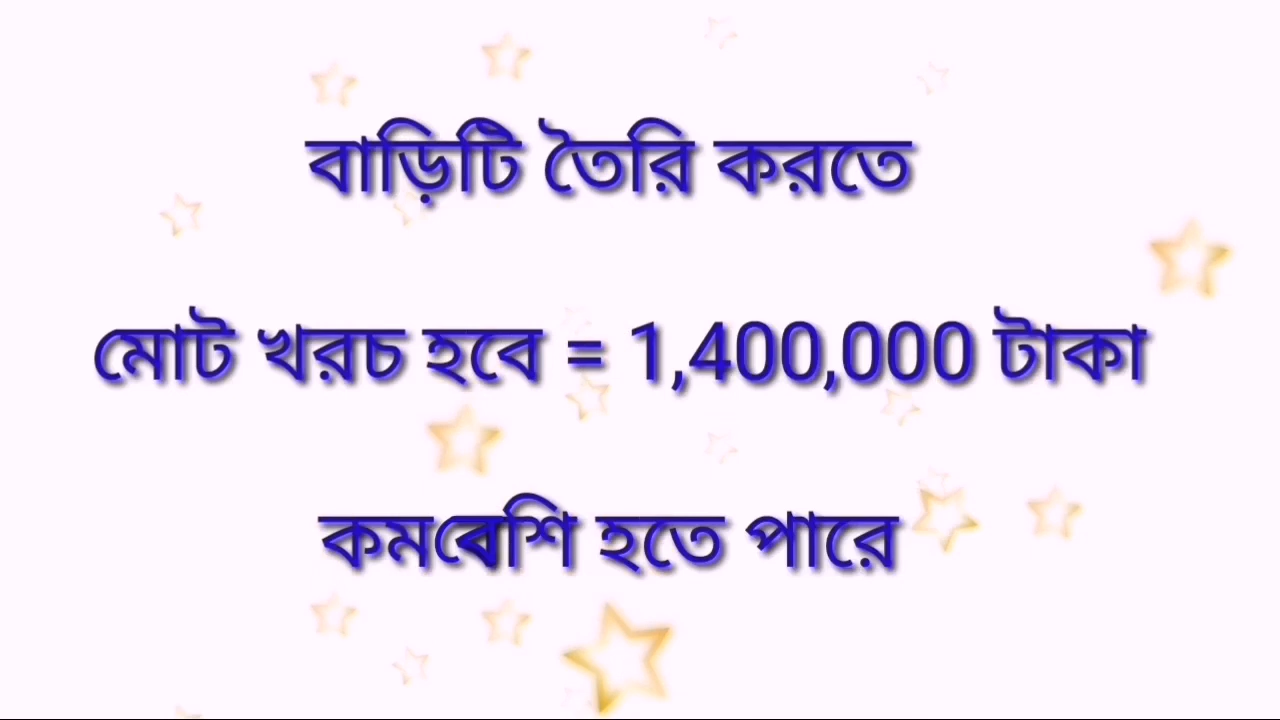 বাড়িটি তৈরি করতে
মোট খরচ হবে = 1,400,000 টাকা
কমবেশি হতে পারে